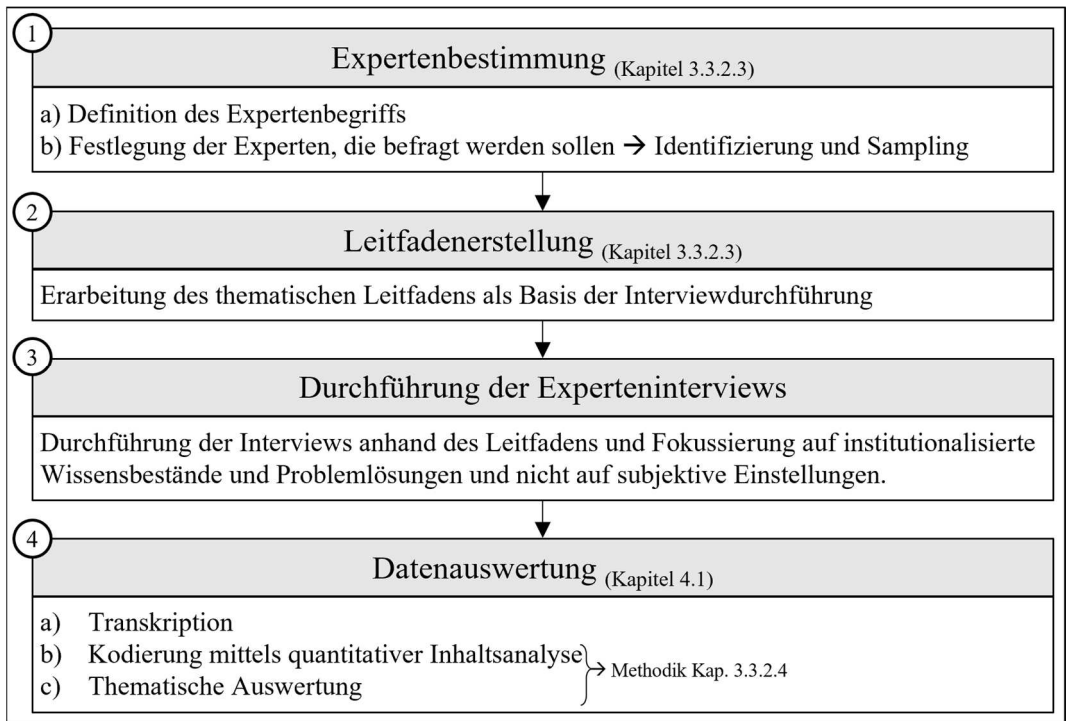 1
Expertenbestimmung (Kapitel 3.3.2.3)
a) Definition des Expertenbegriffs
b) Festlegung der Experten, die befragt werden sollen → Identifizierung und Sampling
2
Leitfadenerstellung (Kapitel 3.3.2.3)
Erarbeitung des thematischen Leitfadens als Basis der Interviewdurchführung
3
Durchführung der Experteninterviews
Durchführung der Interviews anhand des Leitfadens und Fokussierung auf institutionalisierte
Wissensbestände und Problemlösungen und nicht auf subjektive Einstellungen.
4
Datenauswertung (Kapitel 4.1)
a) Transkription
b) Kodierung mittels quantitativer Inhaltsanalyse
→ Methodik Kap. 3.3.2.4
c) Thematische Auswertung